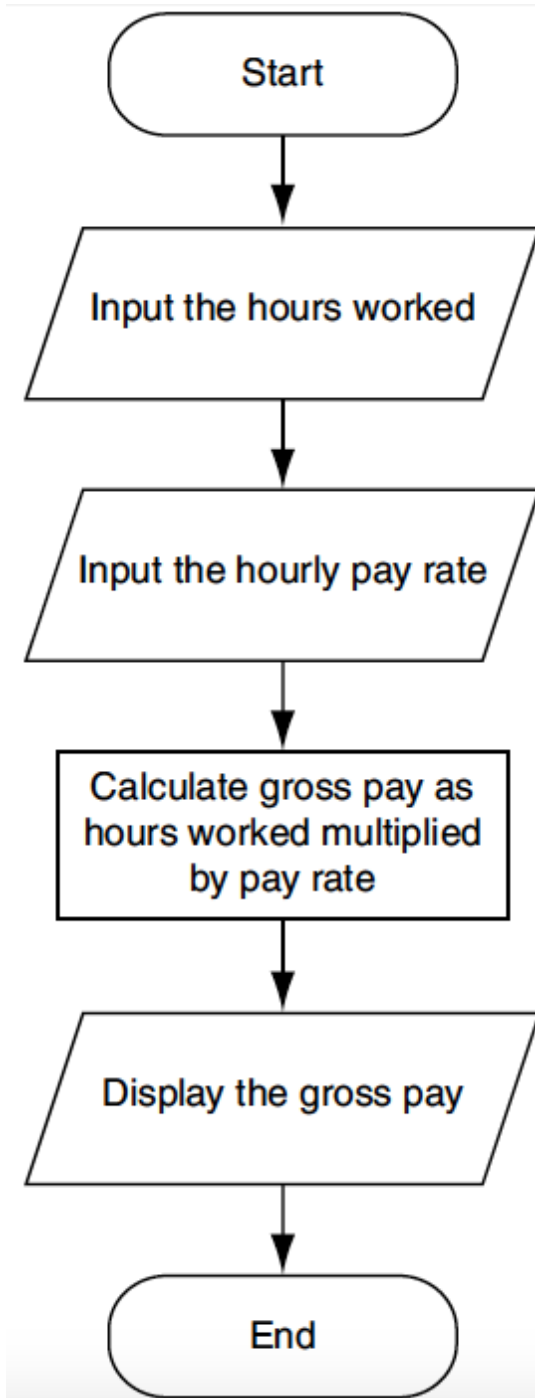 Start
Input the hours worked
Input the hourly pay rate
Calculate gross pay as
hours worked multiplied
by pay rate
Display the gross pay
End